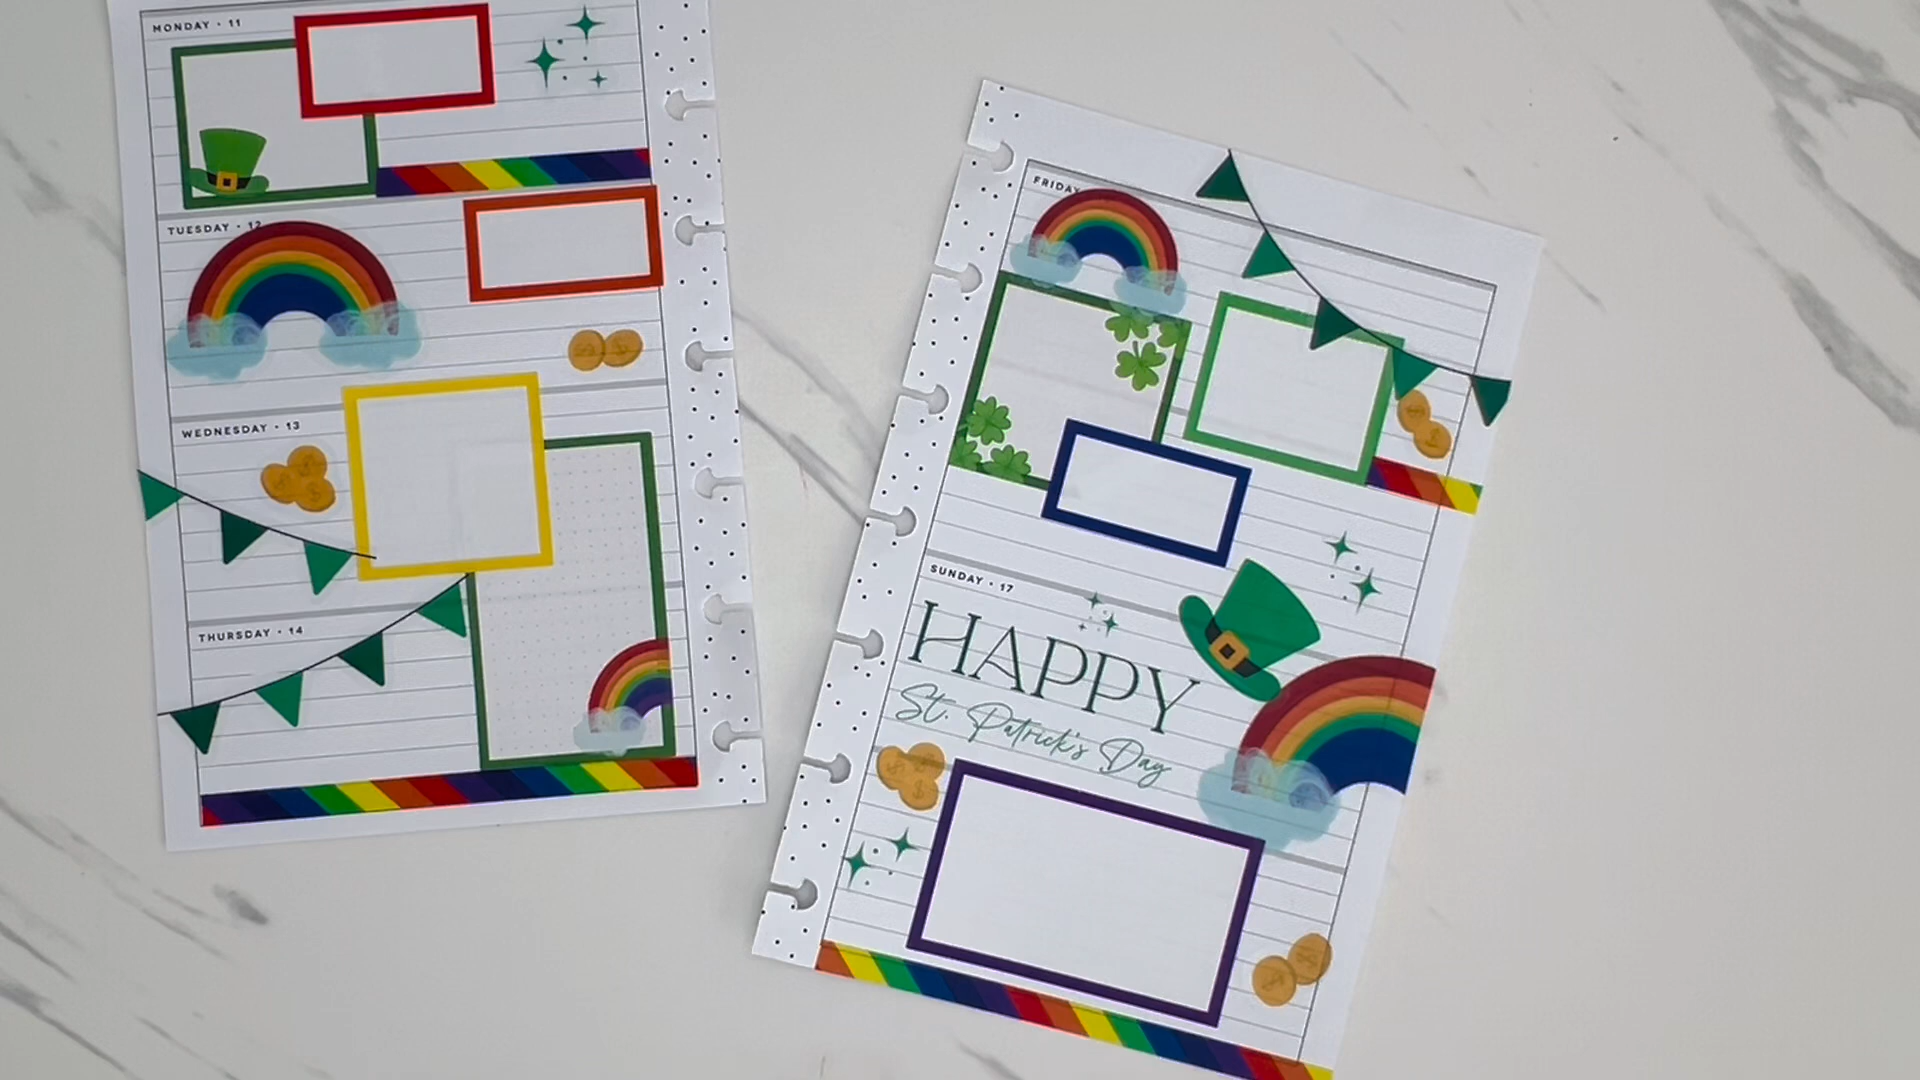 MONDAY • 11
TUESDAY • 12
WEDNESDAY • 13
THURSDAY • 14
FRIDAY
SUNDAY • 17
HAPPY
St. Patrick's Day